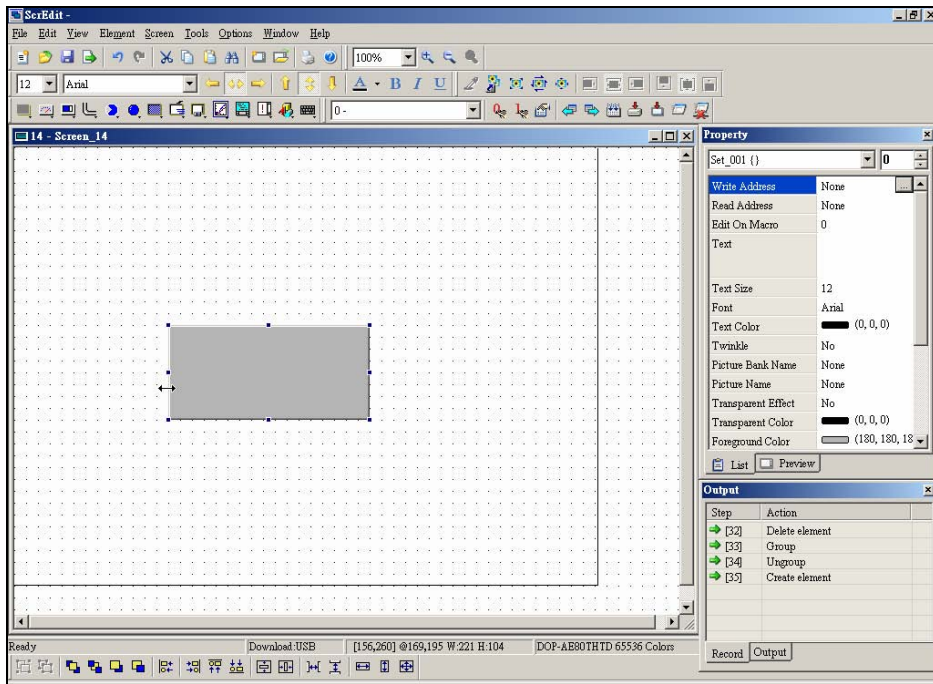 ScrEdit -
File Edit View Element Screen Tools Options Window Help
100%
12 Arial A B I U
0 -
14 - Screen_14
Property
Set_001 {} 0
Write Address None ...
Read Address None
Edit On Macro 0
Text
Text Size 12
Font Arial
Text Color (0, 0, 0)
Twinkle No
Picture Bank Name None
Picture Name None
Transparent Effect No
Transparent Color (0, 0, 0)
Foreground Color (180, 180, 18
List Preview
Output
Step Action
[32] Delete element
[33] Group
[34] Ungroup
[35] Create element
Record Output
Ready Download:USB [156,260] @169,195 W:221 H:104 DOP-AE80THTD 65536 Colors